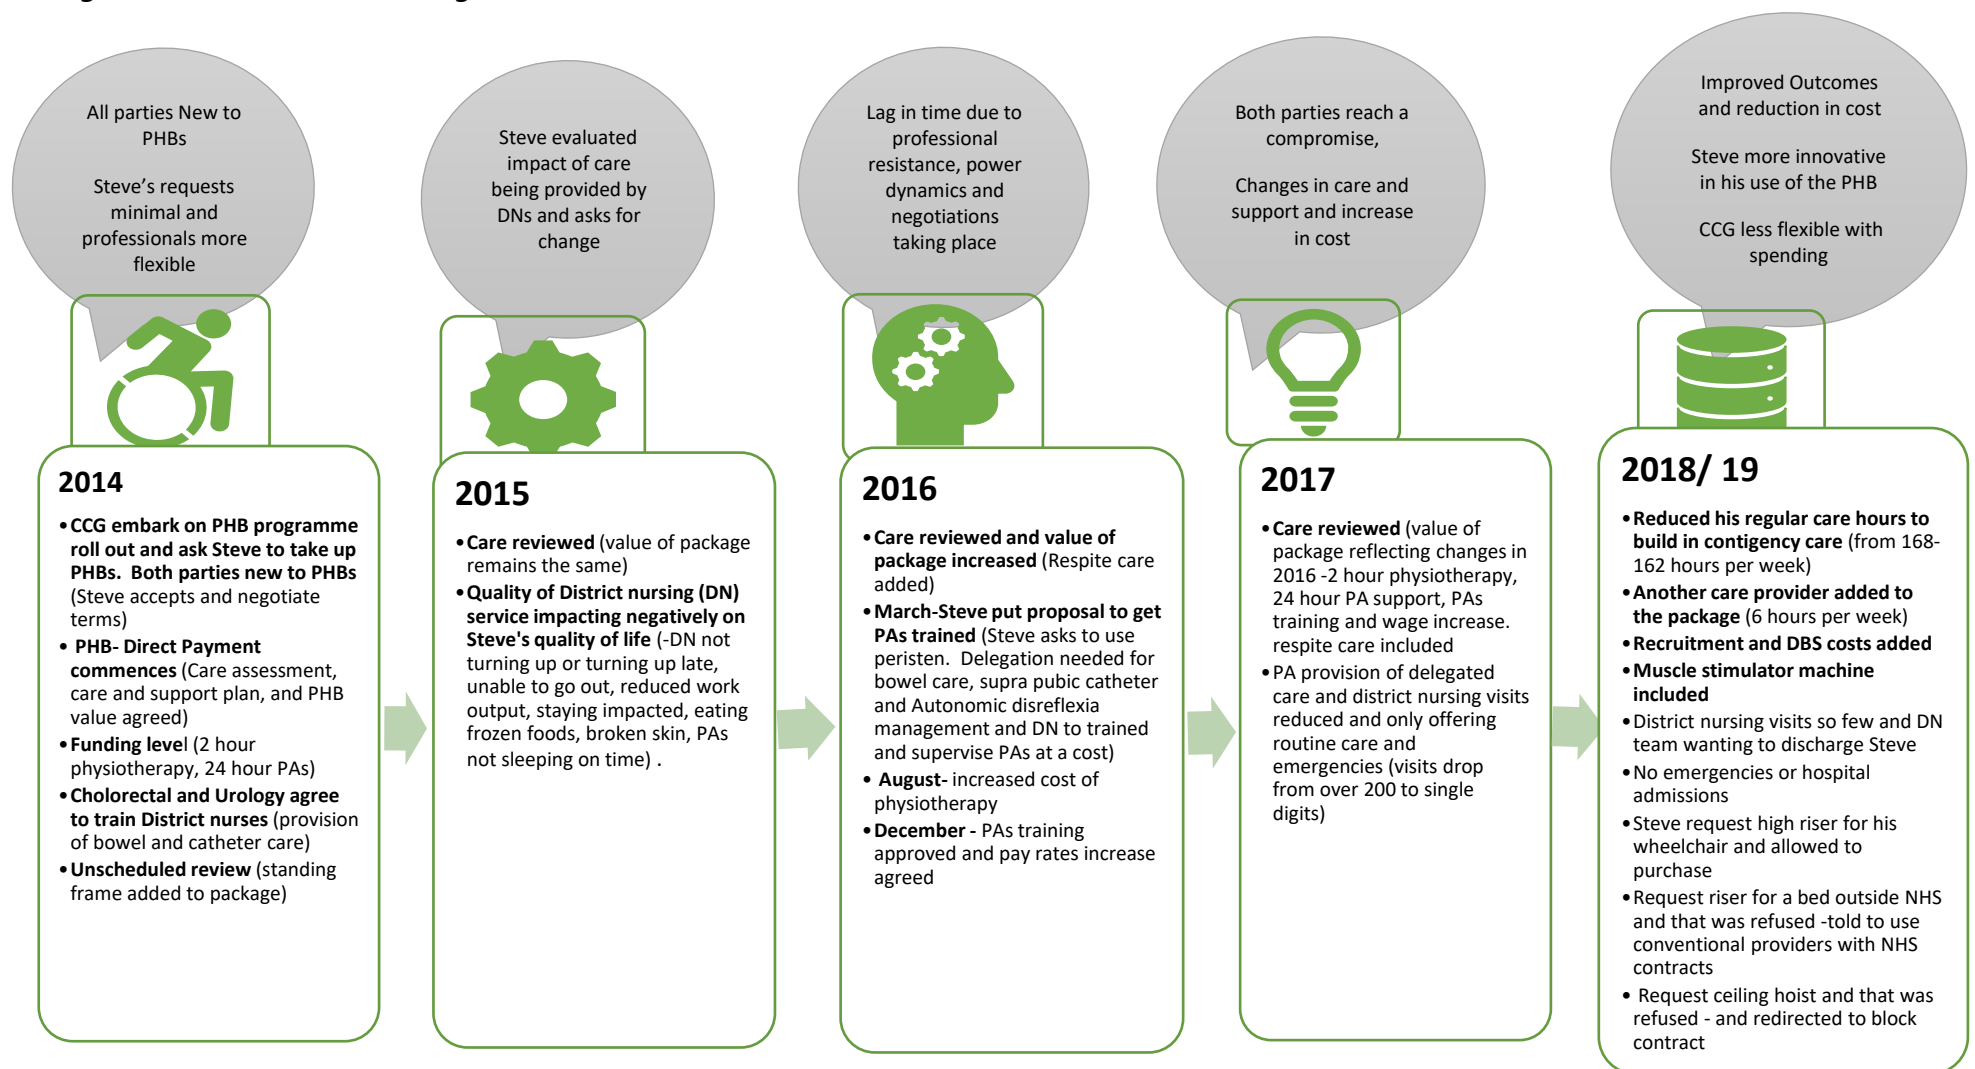 All parties New to
PHBs
Steve’s requests
minimal and
professionals more
flexible
Steve evaluated
impact of care
being provided by
DNs and asks for
change
Lag in time due to
professional
resistance, power
dynamics and
negotiations
taking place
Both parties reach a
compromise,
Changes in care and
support and increase
in cost
Improved Outcomes
and reduction in cost
Steve more innovative
in his use of the PHB
CCG less flexible with
spending
2014
•CCG embark on PHB programme
roll out and ask Steve to take up
PHBs.  Both parties new to PHBs
(Steve accepts and negotiate
terms)
• PHB- Direct Payment
commences (Care assessment,
care and support plan, and PHB
value agreed)
•Funding level (2 hour
physiotherapy, 24 hour PAs)
•Cholorectal and Urology agree
to train District nurses (provision
of bowel and catheter care)
•Unscheduled review (standing
frame added to package)
2015
•Care reviewed (value of package
remains the same)
•Quality of District nursing (DN)
service impacting negatively on
Steve's quality of life (-DN not
turning up or turning up late,
unable to go out, reduced work
output, staying impacted, eating
frozen foods, broken skin, PAs
not sleeping on time) .
2016
•Care reviewed and value of
package increased (Respite care
added)
•March-Steve put proposal to get
PAs trained (Steve asks to use
peristen.  Delegation needed for
bowel care, supra pubic catheter
and Autonomic disreflexia
management and DN to trained
and supervise PAs at a cost)
• August- increased cost of
physiotherapy
•December - PAs training
approved and pay rates increase
agreed
2017
•Care reviewed (value of
package reflecting changes in
2016 -2 hour physiotherapy,
24 hour PA support, PAs
training and wage increase.
respite care included
•PA provision of delegated
care and district nursing visits
reduced and only offering
routine care and
emergencies (visits drop
from over 200 to single
digits)
2018/ 19
•Reduced his regular care hours to
build in contigency care (from 168-
162 hours per week)
•Another care provider added to
the package (6 hours per week)
•Recruitment and DBS costs added
•Muscle stimulator machine
included
•District nursing visits so few and DN
team wanting to discharge Steve
•No emergencies or hospital
admissions
•Steve request high riser for his
wheelchair and allowed to
purchase
•Request riser for a bed outside NHS
and that was refused -told to use
conventional providers with NHS
contracts
• Request ceiling hoist and that was
refused - and redirected to block
contract